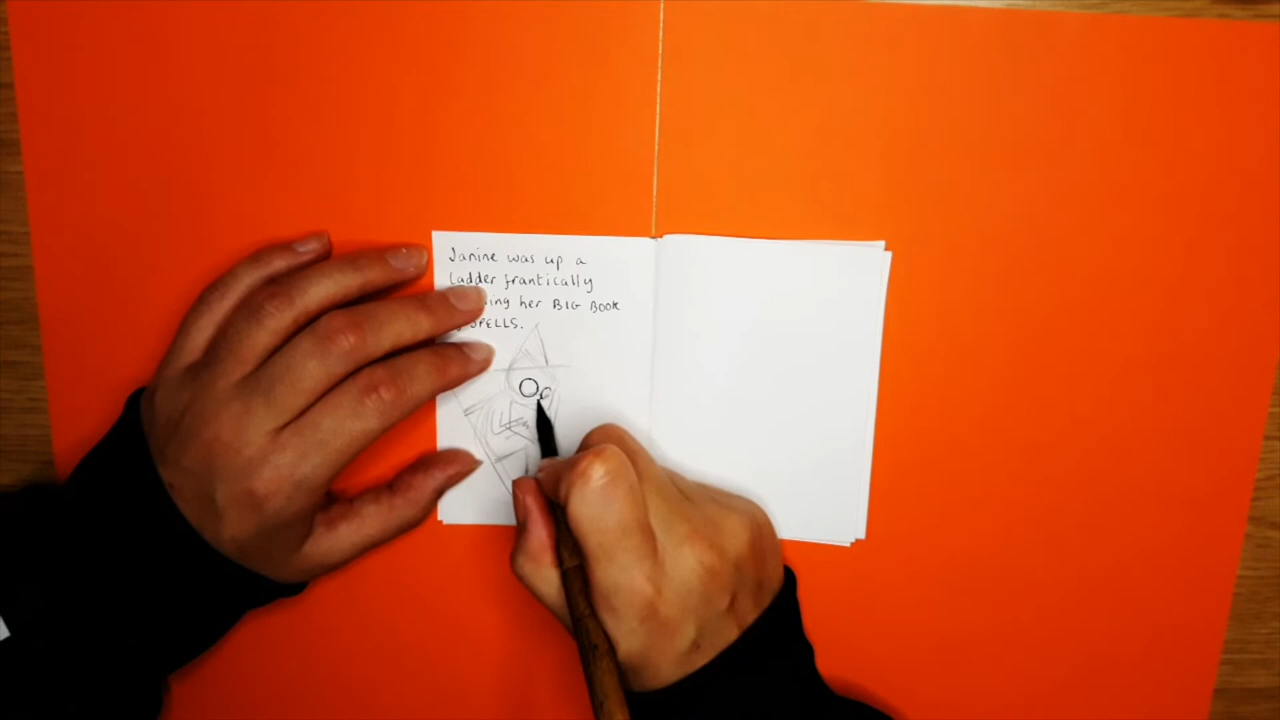 Janine was up a
ladder frantically
her BIG BOOK
SPELLS.